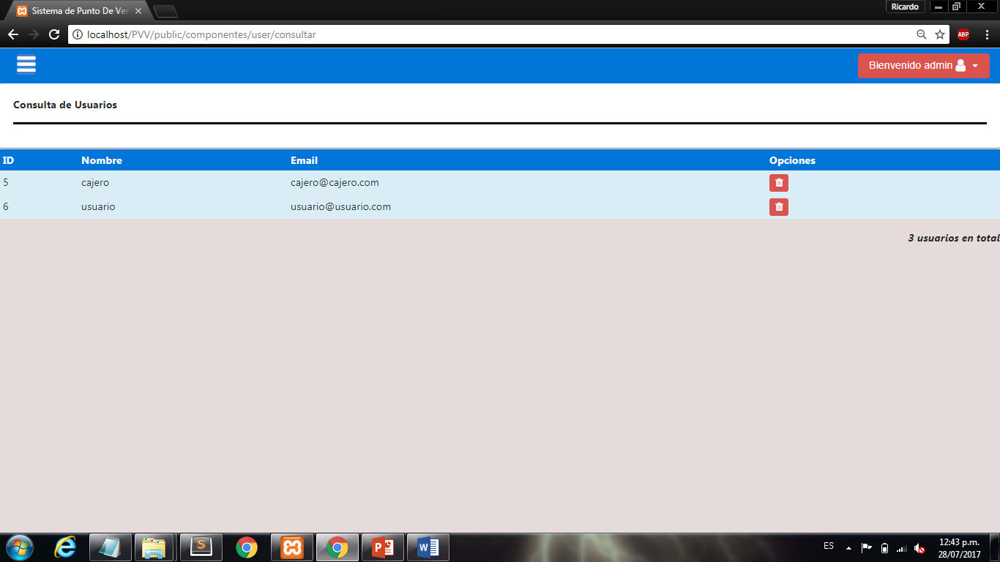 Sistema de Punto De Ver
Ricardo
localhost/PVV/public/componentes/user/consultar
ABP
Bienvenido admin
Consulta de Usuarios
ID Nombre Email Opciones
5 cajero cajero@cajero.com
6 usuario usuario@usuario.com
3 usuarios en total
ES
12:43 p.m.
28/07/2017